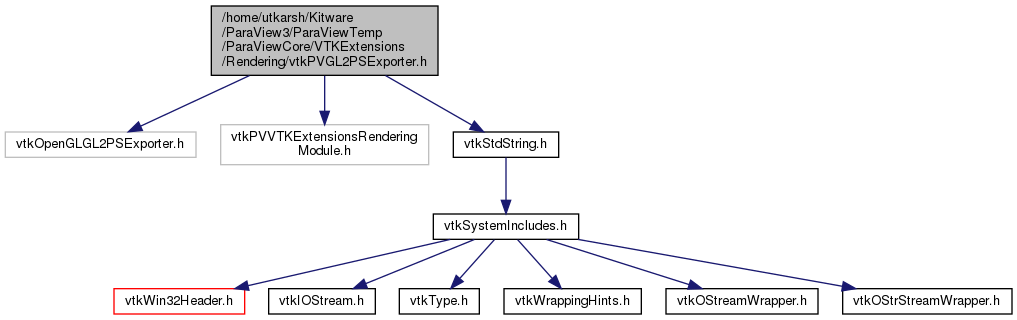 /home/utkarsh/Kitware
/ParaView3/ParaViewTemp
/ParaViewCore/VTKExtensions
/Rendering/vtkPVGL2PSExporter.h
vtkOpenGLGL2PSExporter.h
vtkPVVTKExtensionsRendering
Module.h
vtkStdString.h
vtkSystemIncludes.h
vtkWin32Header.h
vtkIOStream.h
vtkType.h
vtkWrappingHints.h
vtkOStreamWrapper.h
vtkOStrStreamWrapper.h